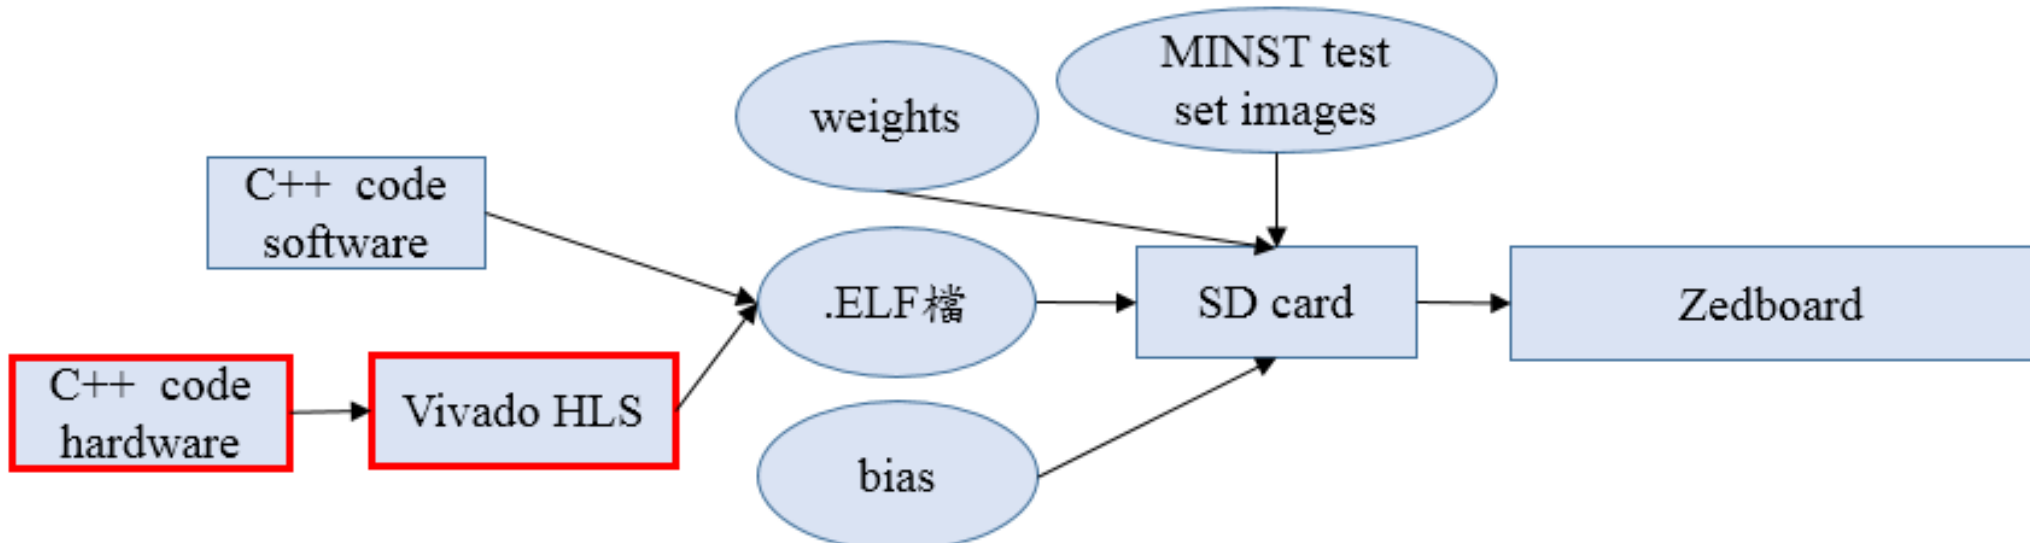 MINST test
set images
weights
C++ code
software
.ELF檔
SD card
Zedboard
C++ code
hardware
Vivado HLS
bias